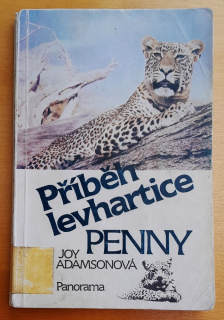 Příběh
levhartice
PENNY
JOY
ADAMSONOVÁ
Panorama